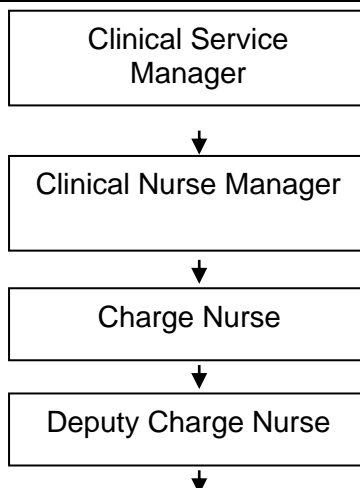 Clinical Service
Manager
Clinical Nurse Manager
Charge Nurse
Deputy Charge Nurse